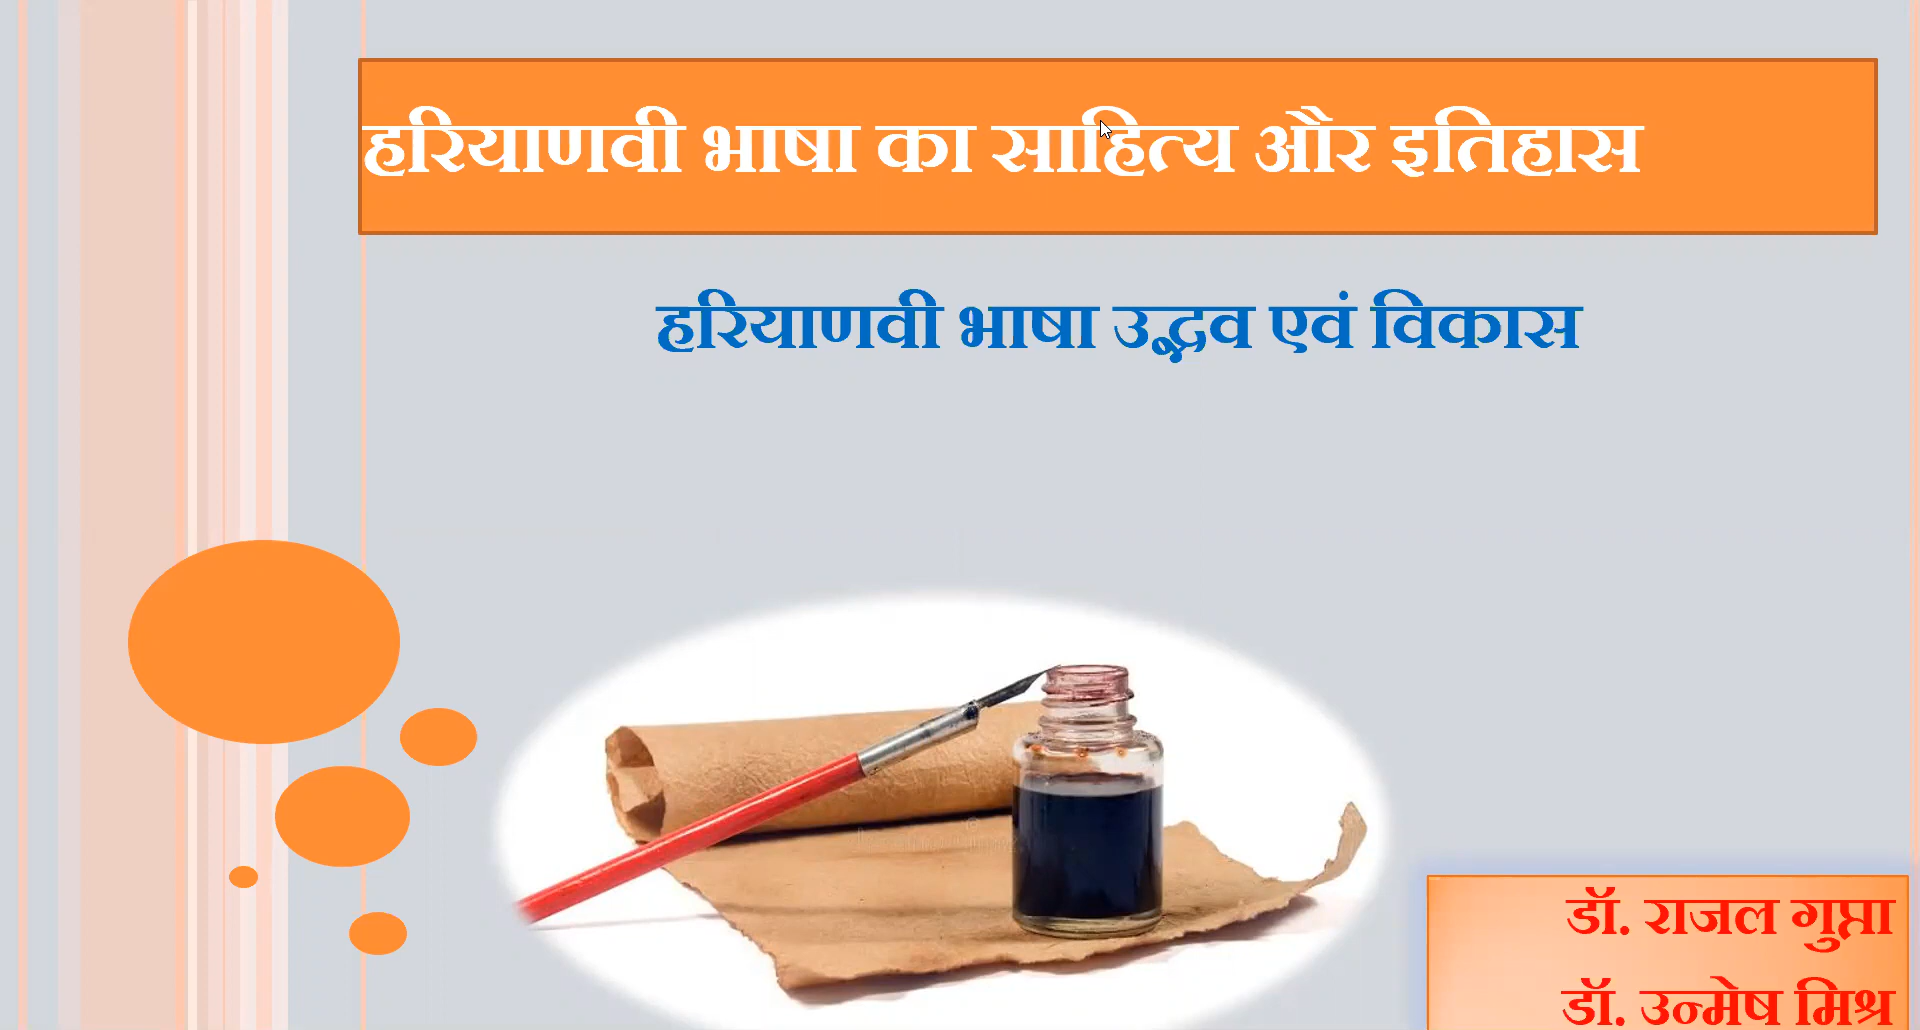 हरियाणवी भाषा का साहित्य और इतिहास
हरियाणवी भाषा उद्भव एवं विकास
डॉ. राजल गुप्ता
डॉ. उन्मेष मिश्र